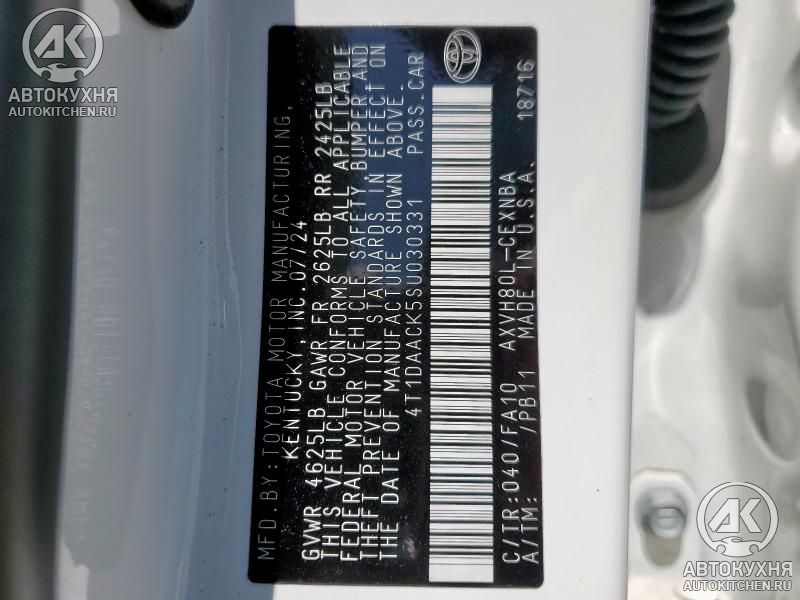 AK
АВТОКУХНЯ
AUTOKITCHEN.RU
MFD. BY: TOYOTA MOTOR MANUFACTURING,
KENTUCKY, INC. 07/24
GVWR 4625LB GAWR FR 2625LB RR 2425LB
THIS VEHICLE CONFORMS TO ALL APPLICABLE
FEDERAL MOTOR VEHICLE SAFETY BUMPER AND
THEFT PREVENTION STANDARDS IN EFFECT ON
THE DATE OF MANUFACTURE SHOWN ABOVE.
4T1DAACK5SU030331 PASS. CAR
C/TR: 040/FA10 AXVH80L-CEXNBA 18716
A/TM: /PB11 MADE IN U.S.A.
AK
АВТОКУХНЯ
AUTOKITCHEN.RU